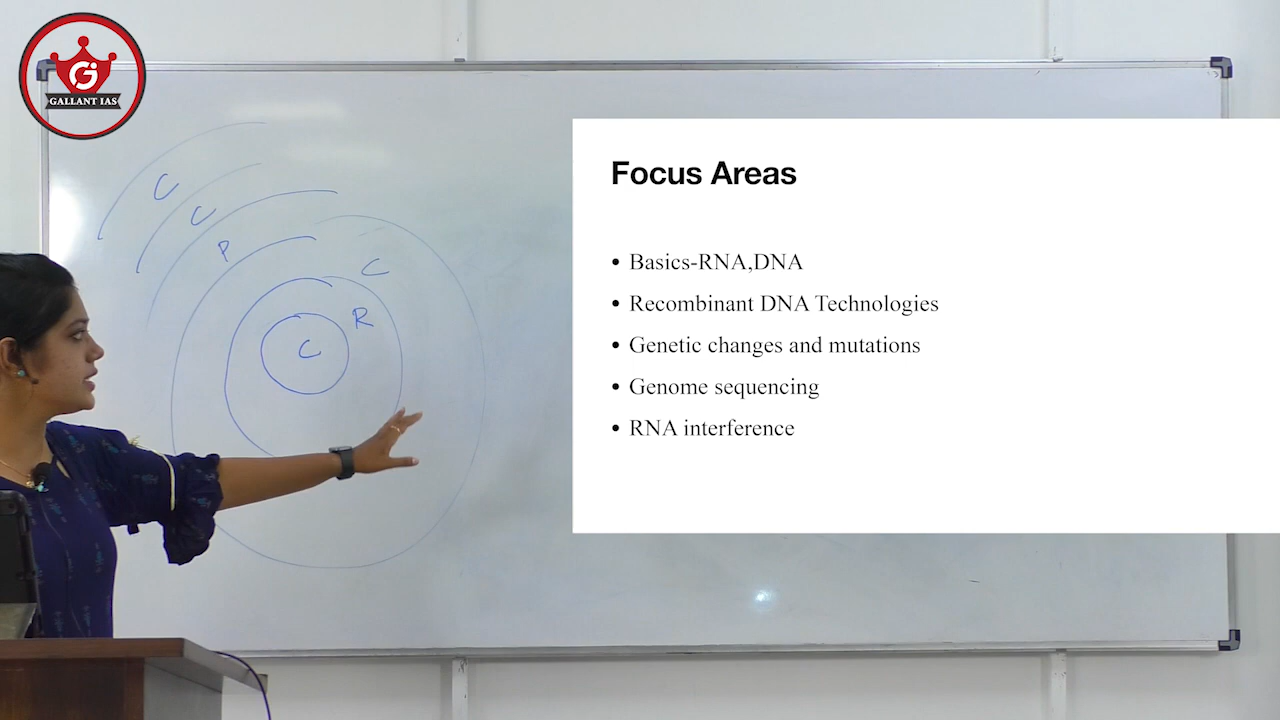 GALLANT IAS
Focus Areas
• Basics-RNA,DNA
• Recombinant DNA Technologies
• Genetic changes and mutations
• Genome sequencing
• RNA interference
C
C
P
C
R
C